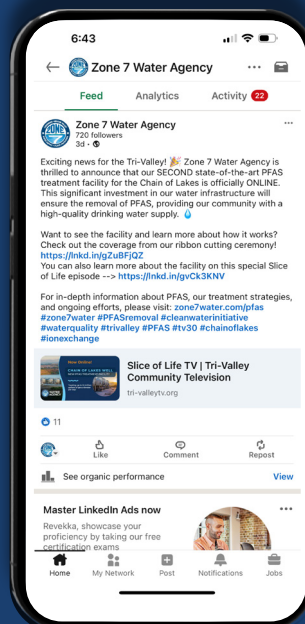 6:43
Zone 7 Water Agency
Feed Analytics Activity 22
Zone 7 Water Agency
720 followers
3d •
Exciting news for the Tri-Valley! 🎉 Zone 7 Water Agency is
thrilled to announce that our SECOND state-of-the-art PFAS
treatment facility for the Chain of Lakes is officially ONLINE.
This significant investment in our water infrastructure will
ensure the removal of PFAS, providing our community with a
high-quality drinking water supply. 💧
Want to see the facility and learn more about how it works?
Check out the coverage from our ribbon cutting ceremony!
https://lnkd.in/gZuBFjQZ
You can also learn more about the facility on this special Slice
of Life episode --> https://lnkd.in/gvCk3KNV
For in-depth information about PFAS, our treatment strategies,
and ongoing efforts, please visit: zone7water.com/pfas
#zone7water #PFASremoval #cleanwaterinitiative
#waterquality #trivalley #PFAS #tv30 #chainoflakes
#ionexchange
Slice of Life TV | Tri-Valley
Community Television
tri-valleytv.org
11
Like Comment Repost
See organic performance View
Master LinkedIn Ads now
Revekka, showcase your
proficiency by taking our free
certification exams
Home My Network Post Notifications Jobs